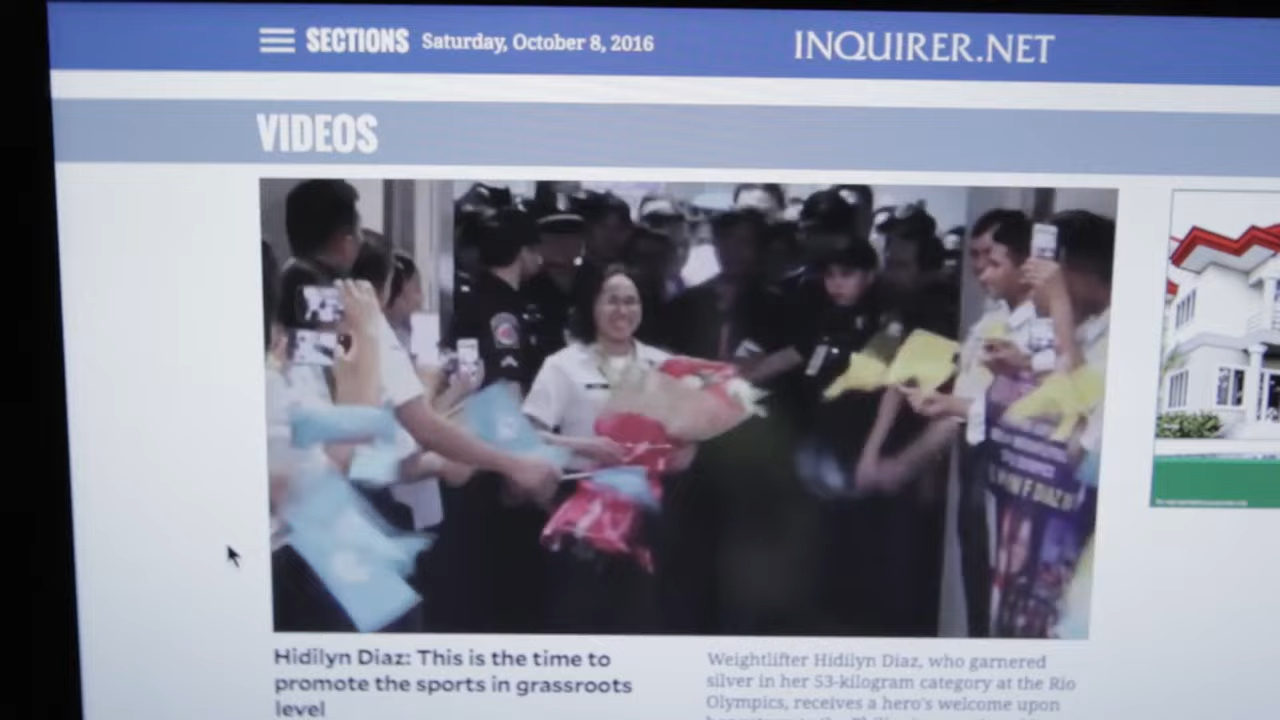 SECTIONS Saturday, October 8, 2016 INQUIRER.NET
VIDEOS
Hidilyn Diaz: This is the time to
promote the sports in grassroots
level
Weightlifter Hidilyn Diaz, who garnered
silver in her 53-kilogram category at the Rio
Olympics, receives a hero's welcome upon